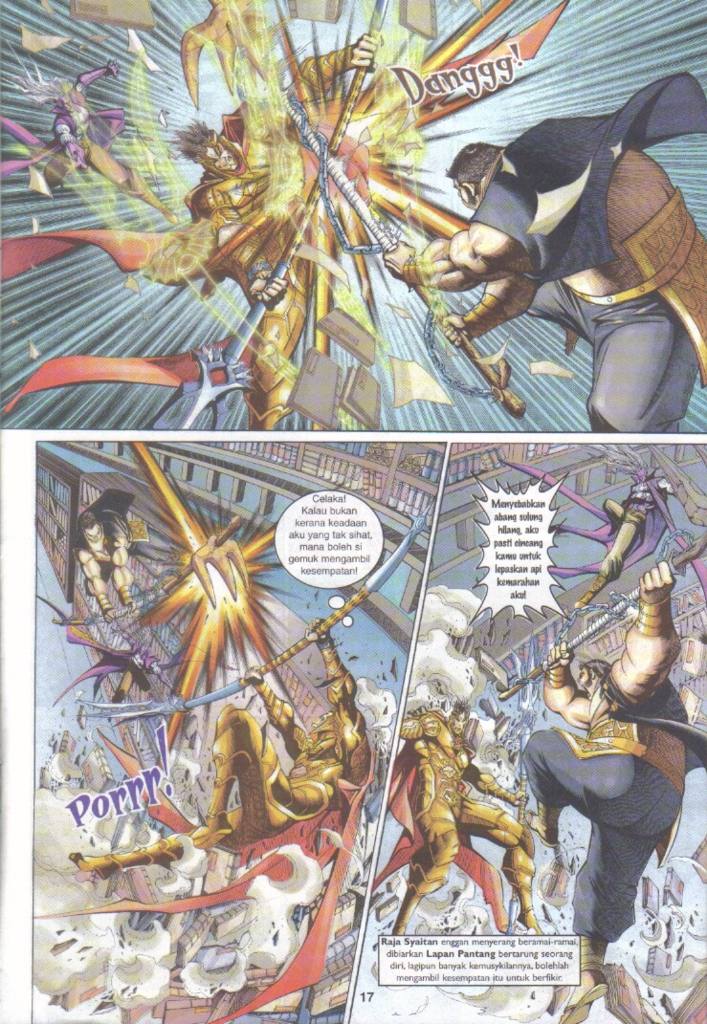 Danggg!
Celaka!
Kalau bukan
kerana keadaan
aku yang tak sihat,
mana boleh si
gemuk mengambil
kesempatan!
Porrr!
Menyebabkan
abang sulung
hilang, aku
pasti cincang
kamu untuk
lepaskan api
kemarahan
aku!
Raja Syaitan enggan menyerang beramai-ramai,
dibiarkan Lapan Pantang bertarung seorang
diri, lagipun banyak kemusykilannya, bolehlah
mengambil kesempatan itu untuk berfikir.
17